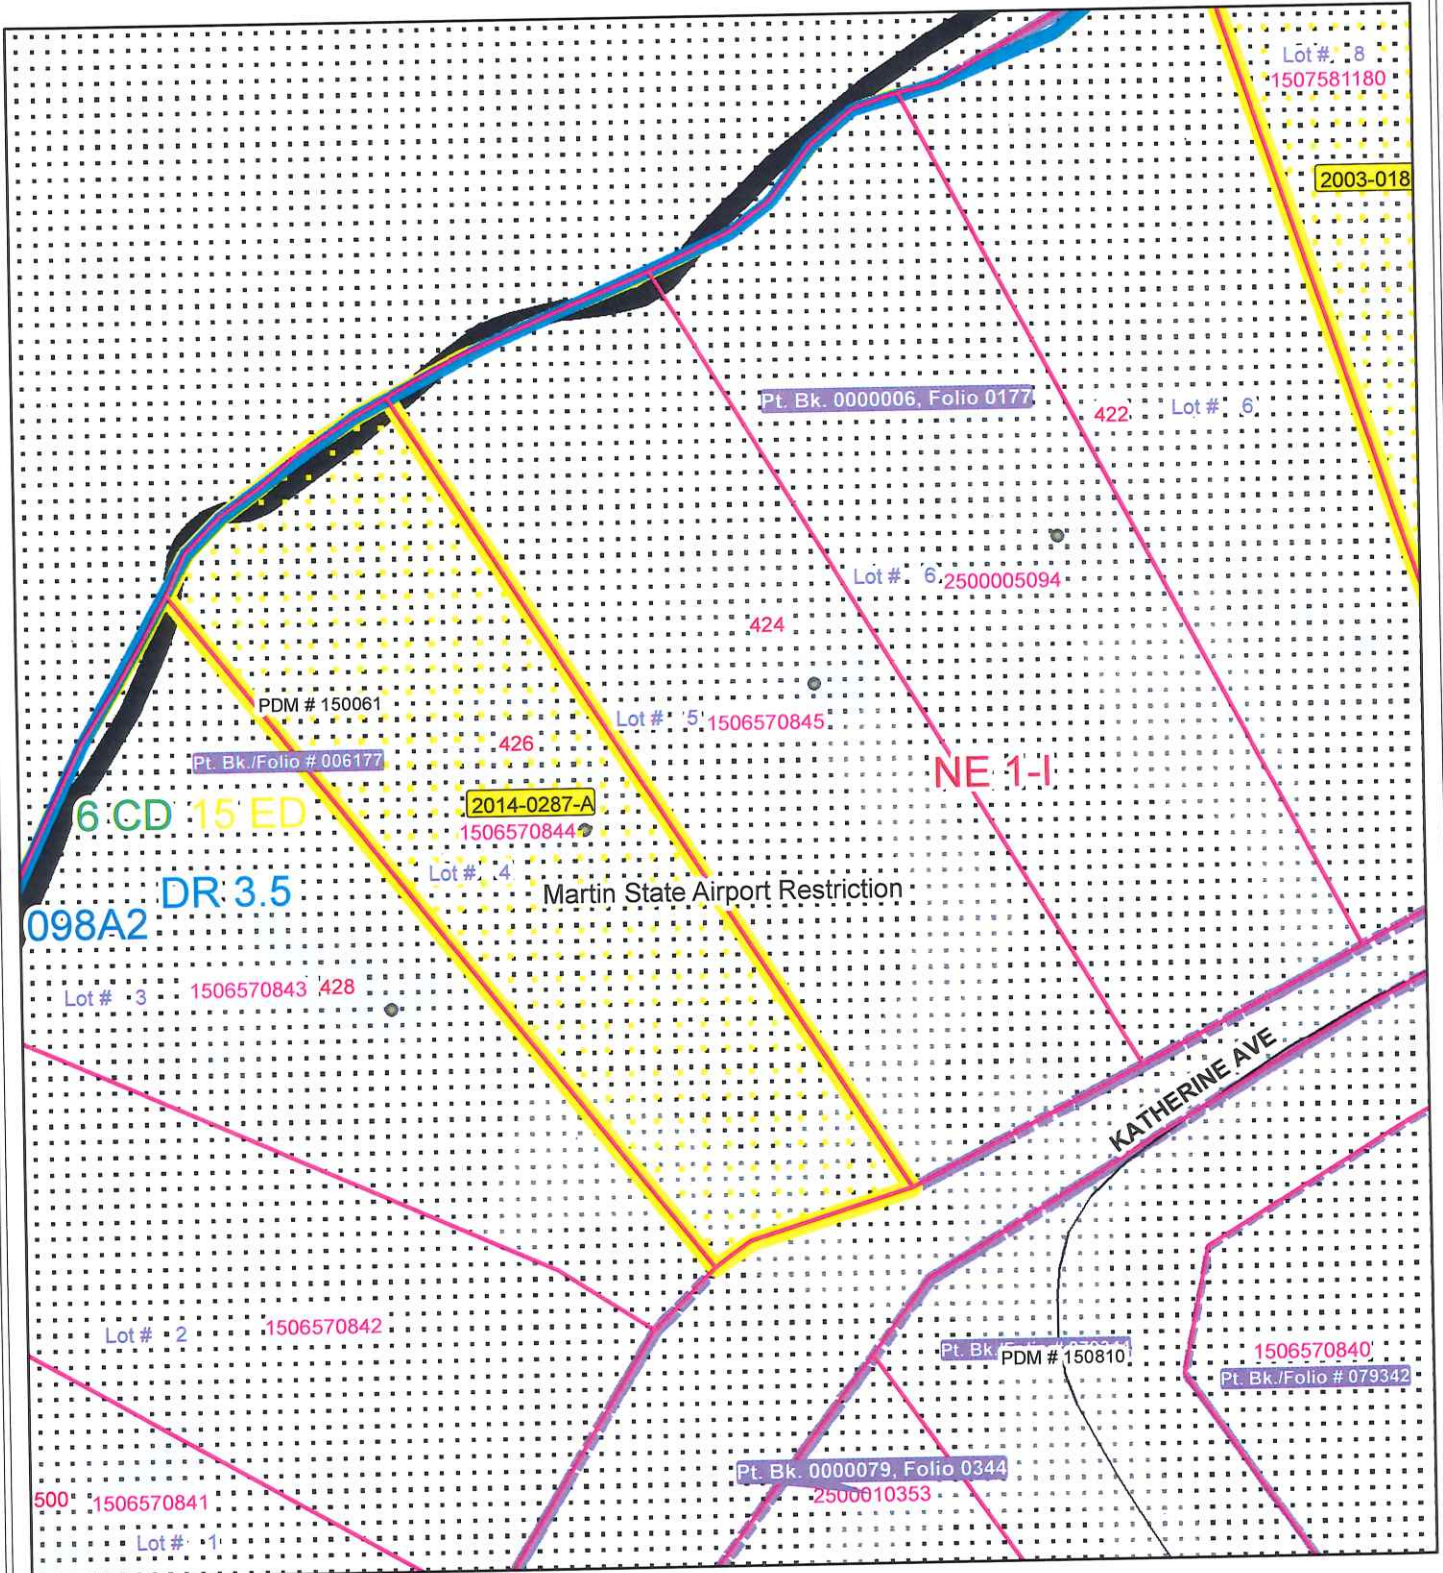 Lot # 8
1507581180
2003-018
Pt. Bk. 0000006, Folio 0177
422
Lot # 6
Lot # 6
2500005094
424
PDM # 150061
Lot # 5
1506570845
426
Pt. Bk./Folio # 006177
NE 1-I
6 CD
15 ED
2014-0287-A
1506570844
Lot # 4
DR 3.5
Martin State Airport Restriction
098A2
Lot # 3
1506570843
428
KATHERINE AVE
Lot # 2
1506570842
Pt. Bk
PDM # 150810
1506570840
Pt. Bk./Folio # 079342
Pt. Bk. 0000079, Folio 0344
2500010353
500
1506570841
Lot # 1